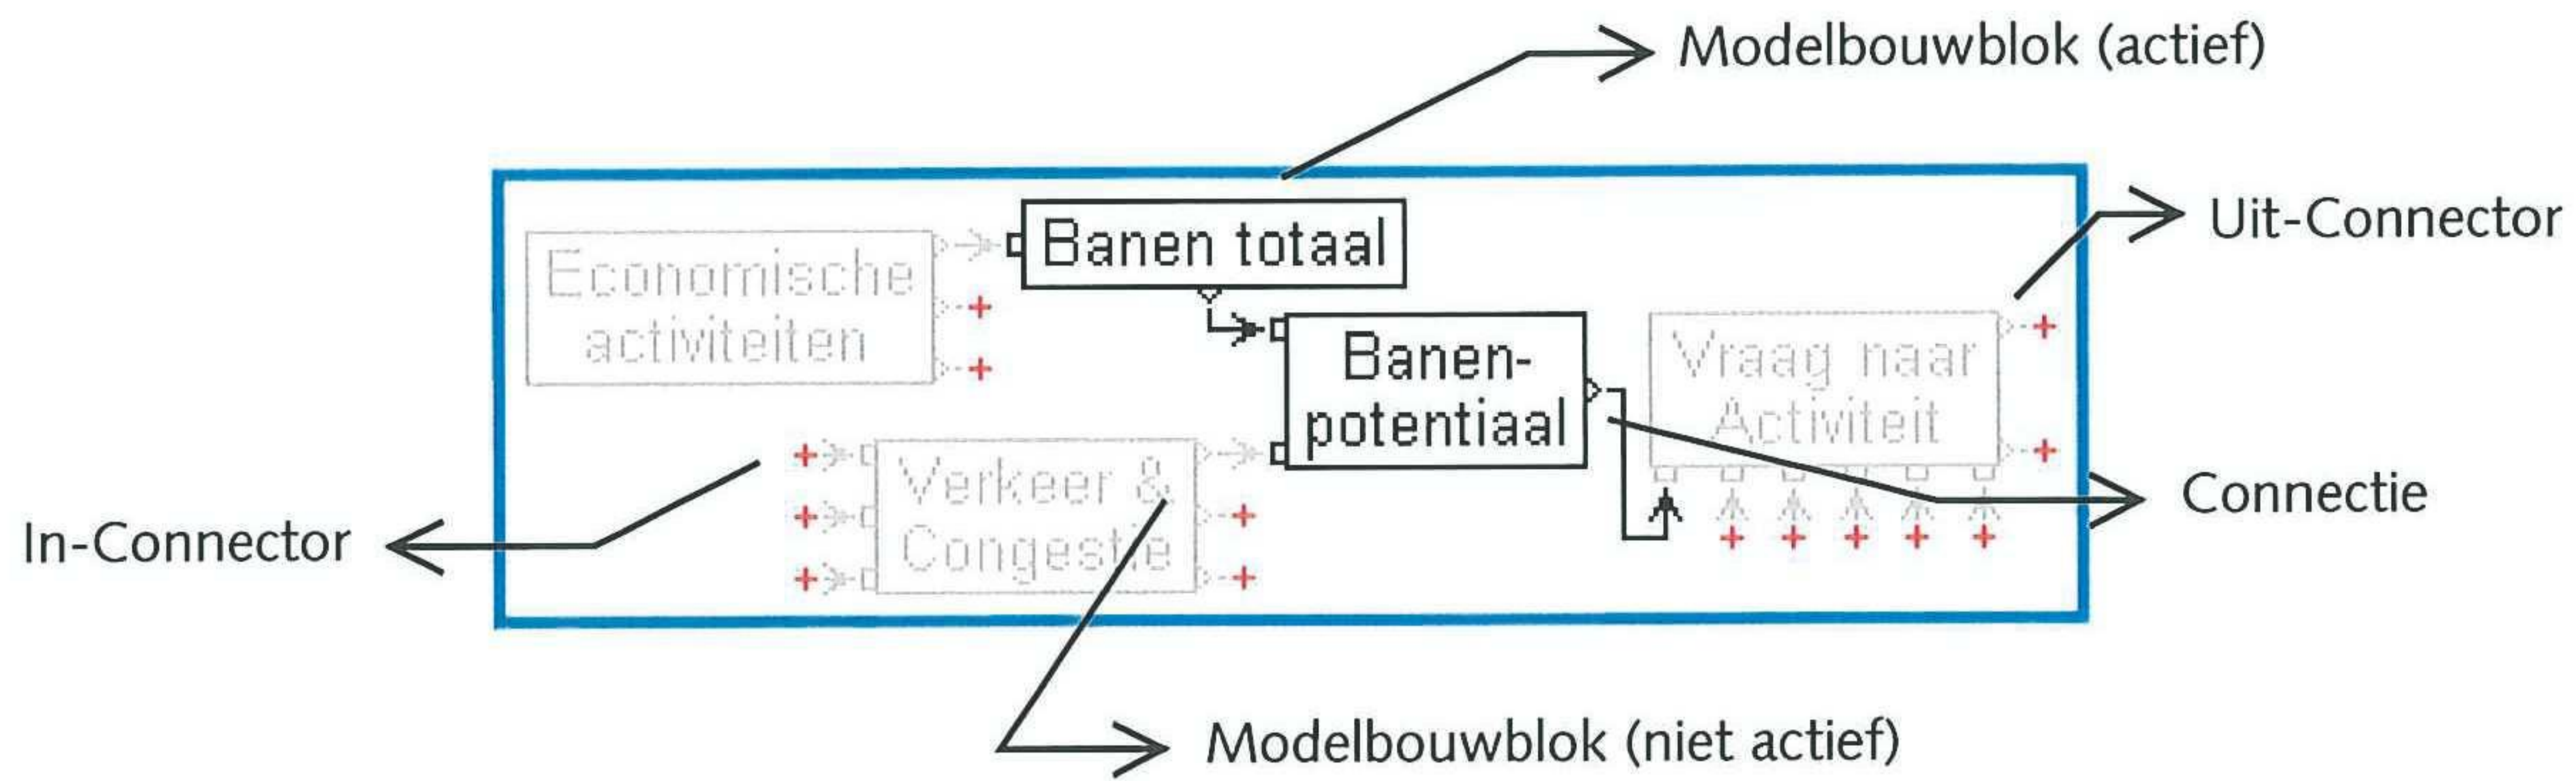 Modelbouwblok (actief)
Uit-Connector
Banen totaal
Economische
activiteiten
Banen-
potentiaal
Vraag naar
Activiteit
Verkeer &
Congestie
Connectie
In-Connector
Modelbouwblok (niet actief)